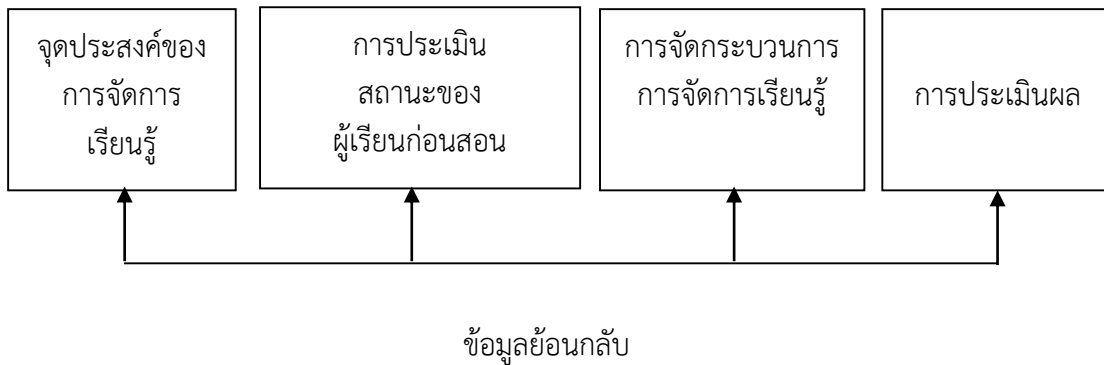 จุดประสงค์ของ
การจัดการ
เรียนรู้
การประเมิน
สถานะของ
ผู้เรียนก่อนสอน
การจัดกระบวนการ
การจัดการเรียนรู้
การประเมินผล
ข้อมูลย้อนกลับ